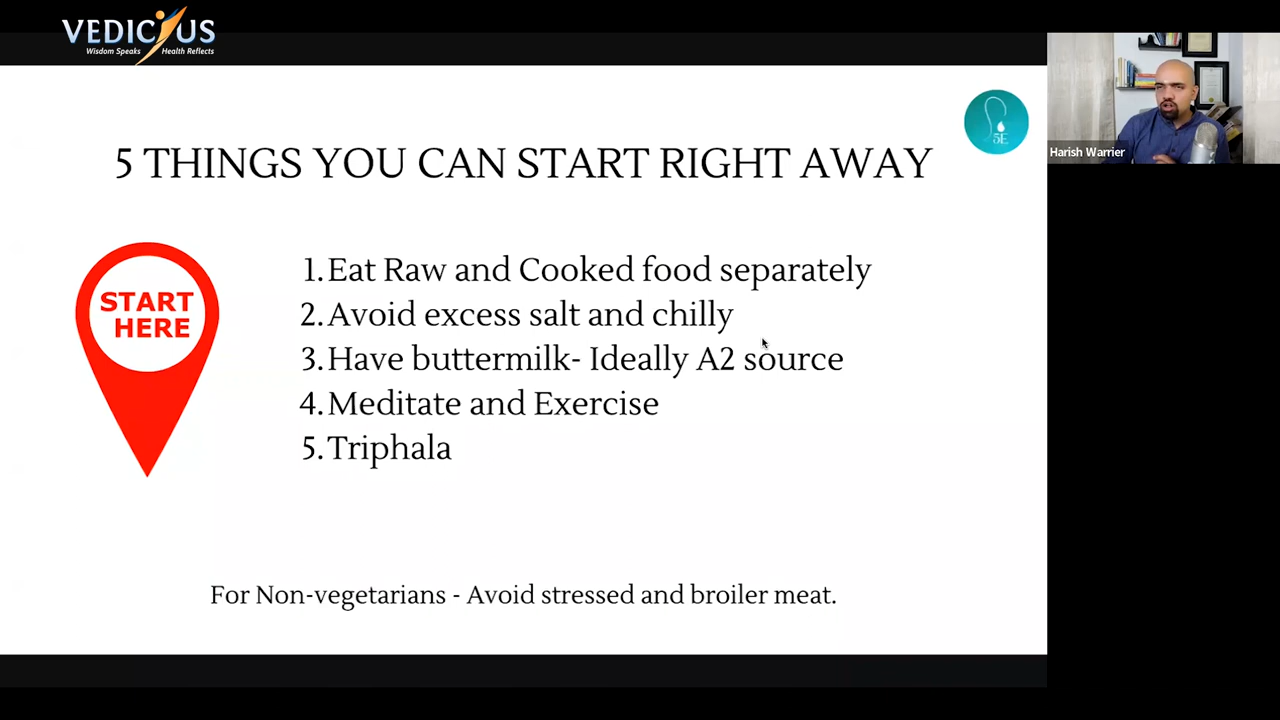 VEDICIUS
Wisdom Speaks Health Reflects
5E
Harish Warrier
5 THINGS YOU CAN START RIGHT AWAY
START
HERE
1. Eat Raw and Cooked food separately
2. Avoid excess salt and chilly
3. Have buttermilk- Ideally A2 source
4. Meditate and Exercise
5. Triphala
For Non-vegetarians - Avoid stressed and broiler meat.